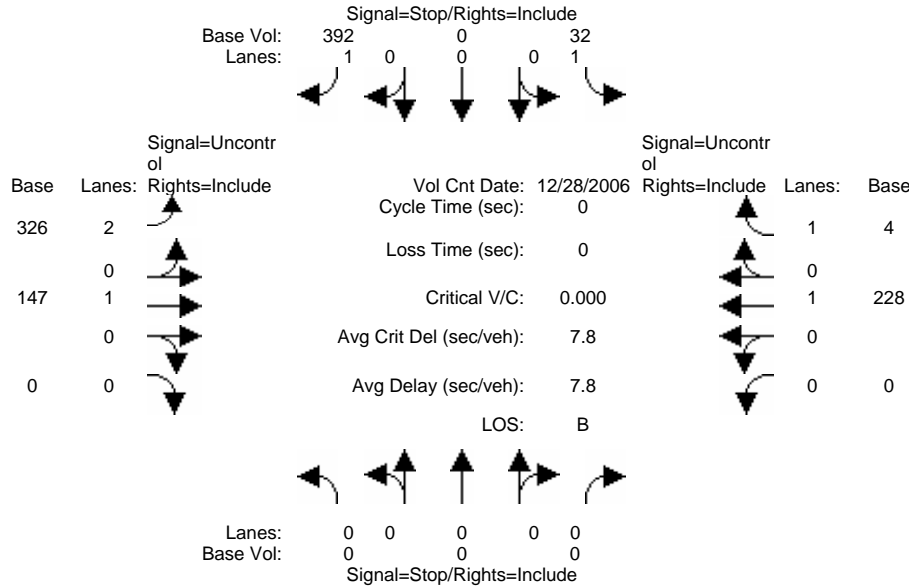 Signal=Stop/Rights=Include
Base Vol: 392 0 32
Lanes: 1 0 0 0 1
Signal=Uncontr
ol
Base Lanes: Rights=Include
Vol Cnt Date: 12/28/2006
Signal=Uncontr
ol
Rights=Include Lanes: Base
Cycle Time (sec): 0
326 2
1 4
Loss Time (sec): 0
0
0
147 1
Critical V/C: 0.000
1 228
0
Avg Crit Del (sec/veh): 7.8
0
0 0
Avg Delay (sec/veh): 7.8
0 0
LOS: B
Lanes: 0 0 0 0 0
Base Vol: 0 0 0
Signal=Stop/Rights=Include